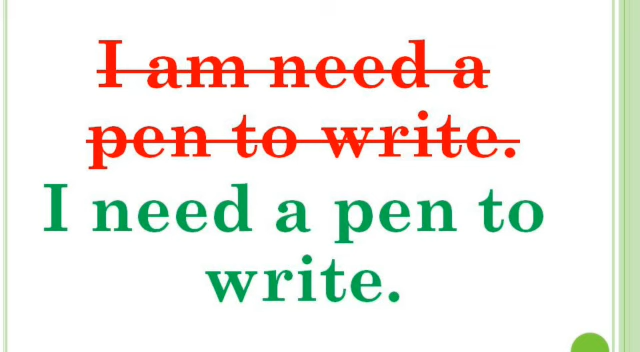 I am need a
pen to write.
I need a pen to
write.